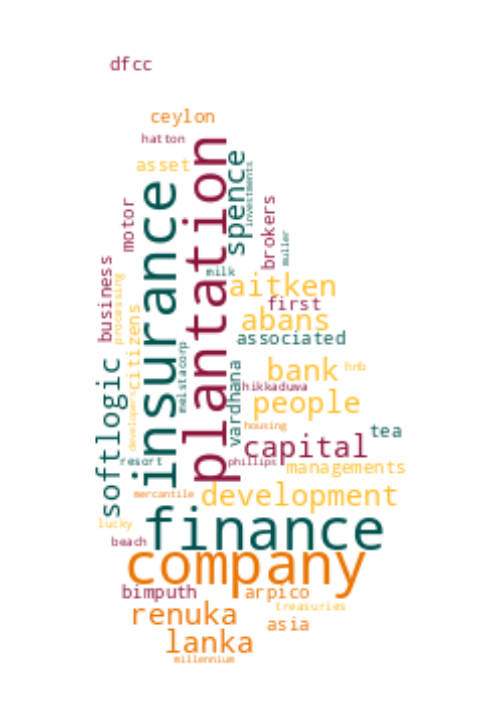 dfcc
ceylon
hatton
asset
plantation
spence
investments
insurance
motor
brokers
muller
business
milk
processing
aitken
first
citizens
abans
associated
melstacorp
softlogic
vardhana
bank
hnb
hikkaduwa
developers
people
housing
tea
capital
resort
phillips
managements
mercantile
development
finance
lucky
beach
company
bimputh
arpico
treasuries
renuka
asia
lanka
millennium